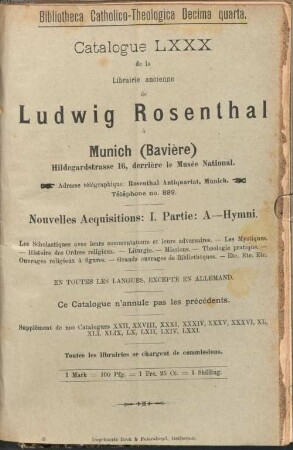 Bibliotheca Catholico-Theologica Decima quarta.
Catalogue LXXX
de la
Librairie ancienne
de
Ludwig Rosenthal
à
Munich (Bavière)
Hildegardstrasse 16, derrière le Musée National.
Adresse télégraphique: Rosenthal Antiquariat, Munich.
Téléphone no. 889.
Nouvelles Acquisitions: I. Partie: A—Hymni.
Les Scholastiques avec leurs commentateurs et leurs adversaires. — Les Mystiques.
— Histoire des Ordres religieux. — Liturgie. — Missions. — Théologie pratique. —
Ouvrages religieux à figures. — Grands ouvrages de Bibliothèques. — Etc. Etc. Etc.
EN TOUTES LES LANGUES, EXCEPTÉ EN ALLEMAND.
Ce Catalogue n'annule pas les précédents.
Supplément de nos Catalogues XXII, XXVIII, XXXI, XXXIV, XXXV, XXXVI, XL,
XLI, XLIX, LX, LXII, LXIV, LXXI.
Toutes les librairies se chargent de commissions.
1 Mark = 100 Pfg. = 1 Frc. 25 Ct. = 1 Shilling.